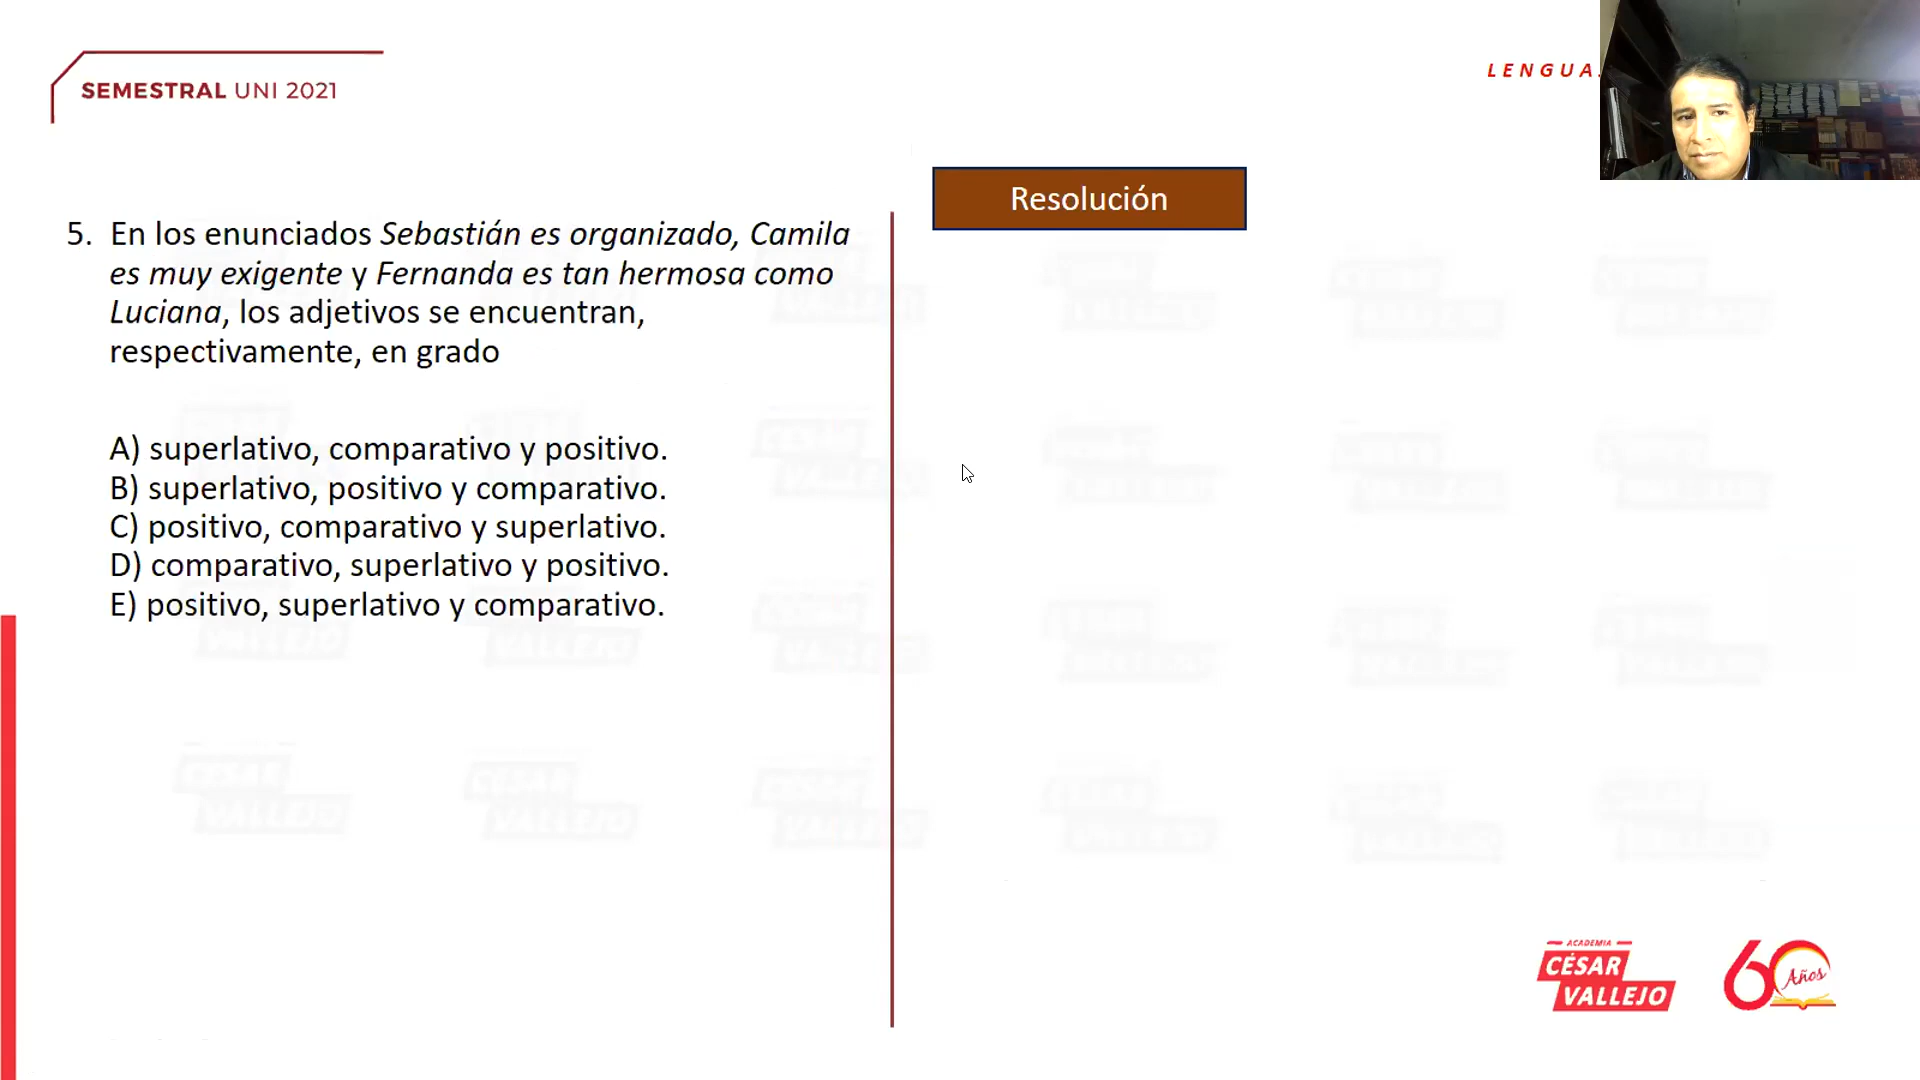 SEMESTRAL UNI 2021
LENGUA
Resolución
5. En los enunciados Sebastián es organizado, Camila
es muy exigente y Fernanda es tan hermosa como
Luciana, los adjetivos se encuentran,
respectivamente, en grado
A) superlativo, comparativo y positivo.
B) superlativo, positivo y comparativo.
C) positivo, comparativo y superlativo.
D) comparativo, superlativo y positivo.
E) positivo, superlativo y comparativo.
ACADEMIA
CÉSAR
VALLEJO
60
Años